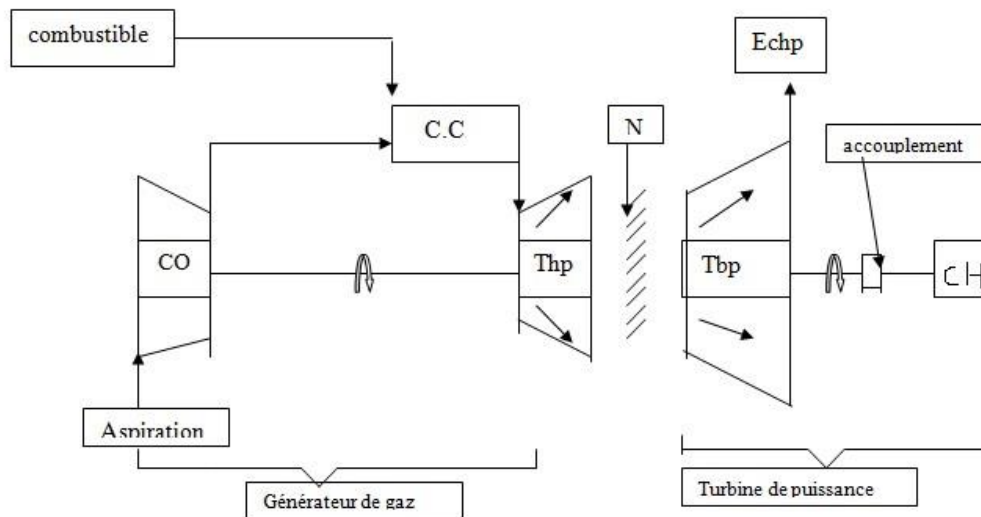 combustible
Echp
C.C
N
accouplement
CO
Thp
Tbp
CH
Aspiration
Générateur de gaz
Turbine de puissance